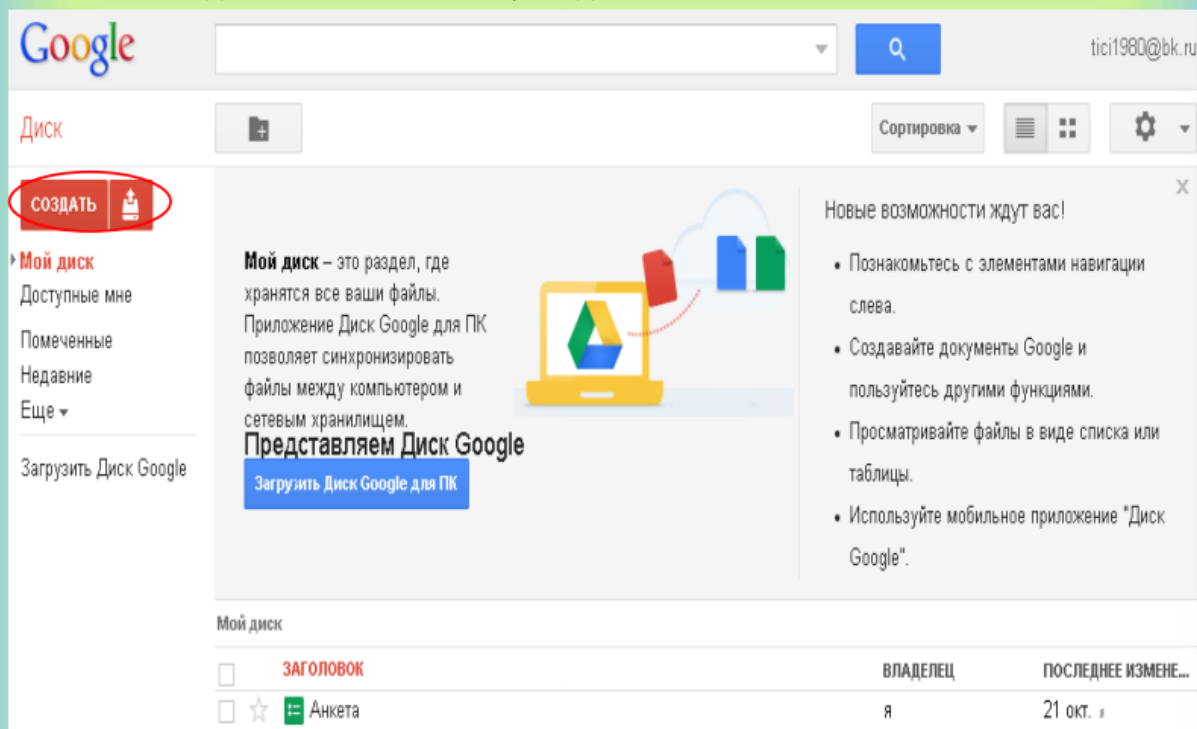 Google
tici1980@bk.ru
Диск
Сортировка
СОЗДАТЬ
Мой диск
Доступные мне
Помеченные
Недавние
Еще
Загрузить Диск Google
Мой диск – это раздел, где
хранятся все ваши файлы.
Приложение Диск Google для ПК
позволяет синхронизировать
файлы между компьютером и
сетевым хранилищем.
Представляем Диск Google
Загрузить Диск Google для ПК
x
Новые возможности ждут вас!
• Познакомьтесь с элементами навигации
слева.
• Создавайте документы Google и
пользуйтесь другими функциями.
• Просматривайте файлы в виде списка или
таблицы.
• Используйте мобильное приложение "Диск
Google".
Мой диск
ЗАГОЛОВОК ВЛАДЕЛЕЦ ПОСЛЕДНЕЕ ИЗМЕНЕ...
Анкета я 21 окт. я